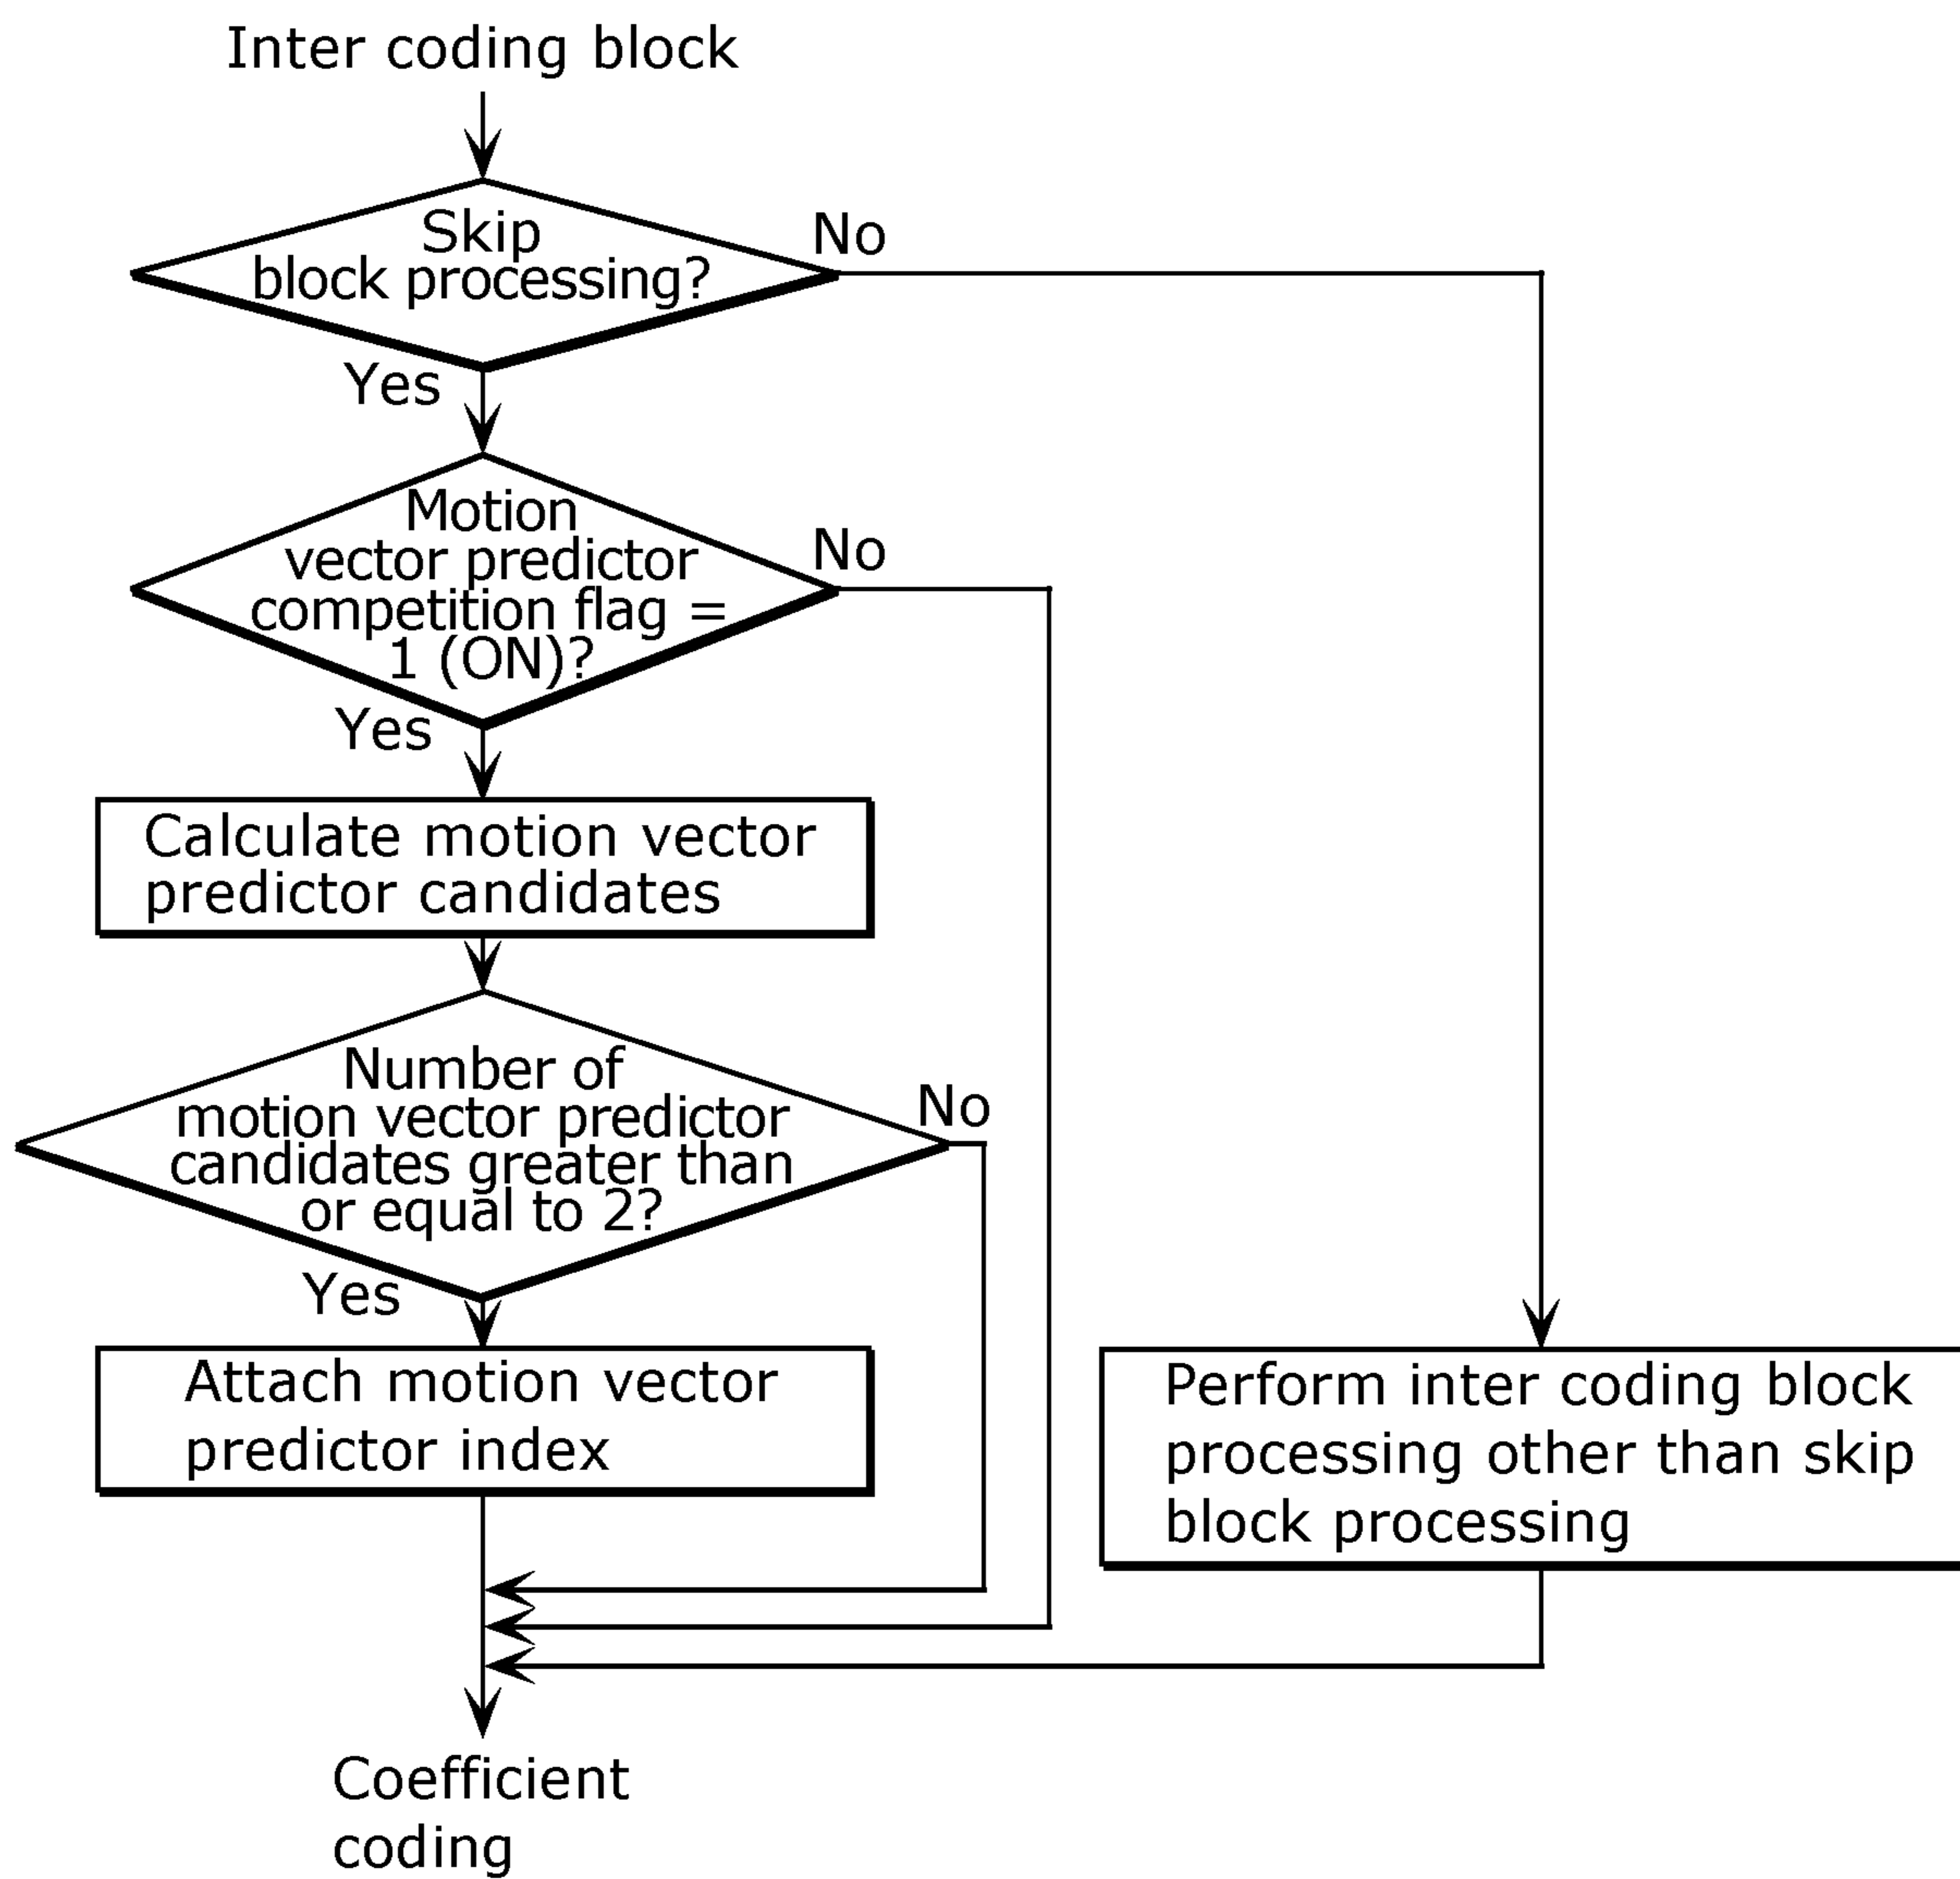 Inter coding block
Skip
block processing?
No
Yes
Motion
vector predictor
competition flag =
1 (ON)?
No
Yes
Calculate motion vector
predictor candidates
Number of
motion vector predictor
candidates greater than
or equal to 2?
No
Yes
Attach motion vector
predictor index
Perform inter coding block
processing other than skip
block processing
Coefficient
coding